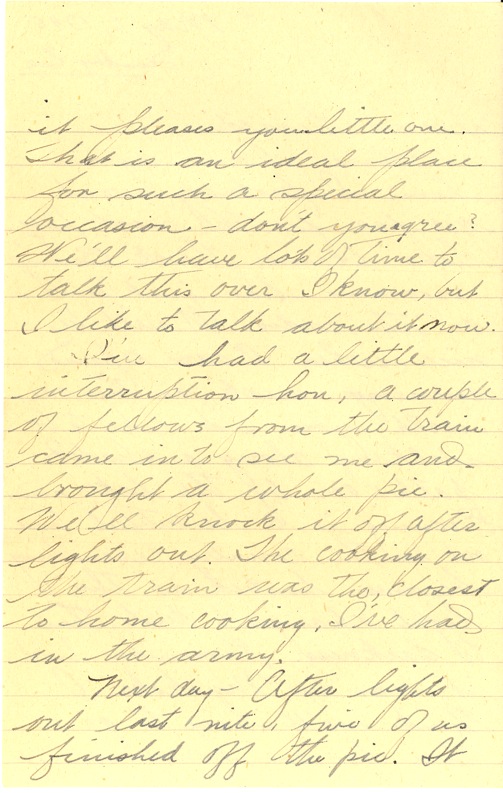 it pleases you little one.
That is an ideal place
for such a special
occasion - don't you agree?
We'll have lots of time to
talk this over I know, but
I like to talk about it now.
I've had a little
interruption hon, a couple
of fellows from the train
came in to see me and
brought a whole pie.
We'll knock it off after
lights out. The cooking on
the train was the closest
to home cooking, I've had
in the army.
Next day - After lights
out last nite, five of us
finished off the pie. It